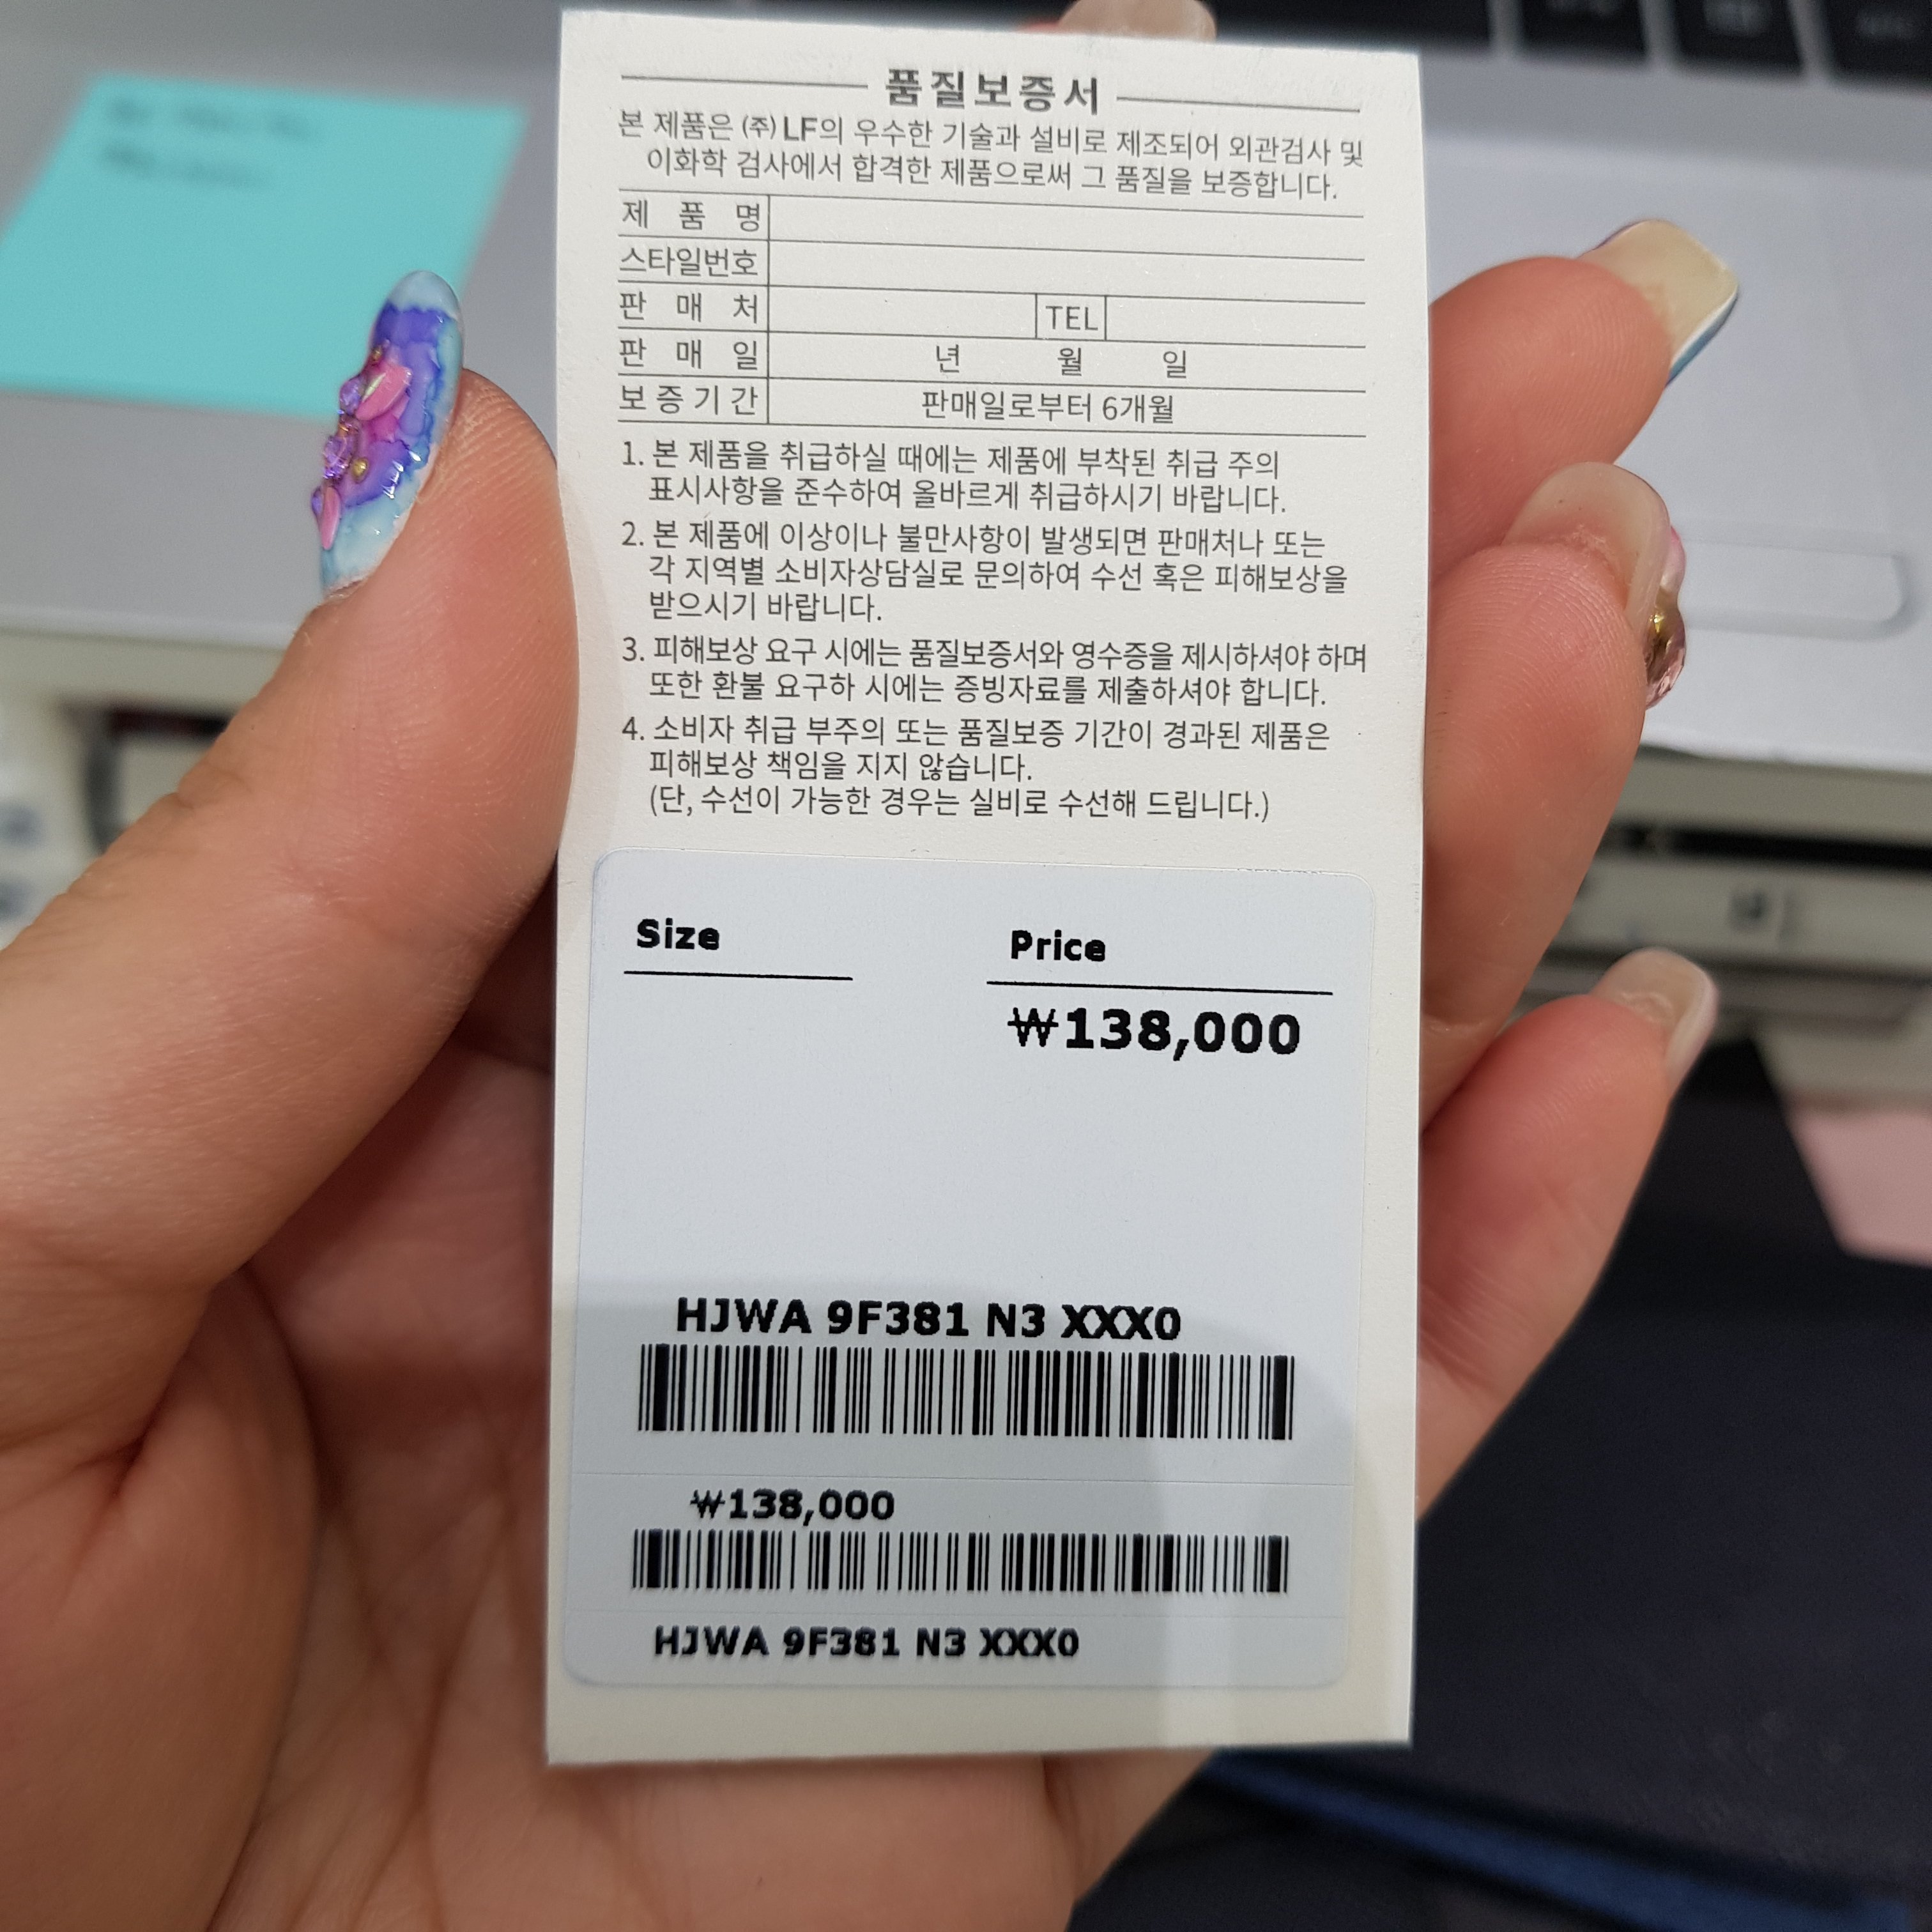 품질보증서
본 제품은 (주)LF의 우수한 기술과 설비로 제조되어 외관검사 및
이화학 검사에서 합격한 제품으로써 그 품질을 보증합니다.
제 품 명
스타일번호
판 매 처 TEL
판 매 일 년 월 일
보증기간 판매일로부터 6개월
1. 본 제품을 취급하실 때에는 제품에 부착된 취급 주의
표시사항을 준수하여 올바르게 취급하시기 바랍니다.
2. 본 제품에 이상이나 불만사항이 발생되면 판매처나 또는
각 지역별 소비자상담실로 문의하여 수선 혹은 피해보상을
받으시기 바랍니다.
3. 피해보상 요구 시에는 품질보증서와 영수증을 제시하셔야 하며
또한 환불 요구하 시에는 증빙자료를 제출하셔야 합니다.
4. 소비자 취급 부주의 또는 품질보증 기간이 경과된 제품은
피해보상 책임을 지지 않습니다.
(단, 수선이 가능한 경우는 실비로 수선해 드립니다.)
Size Price
₩138,000
HJWA 9F381 N3 XXX0
₩138,000
HJWA 9F381 N3 XXX0